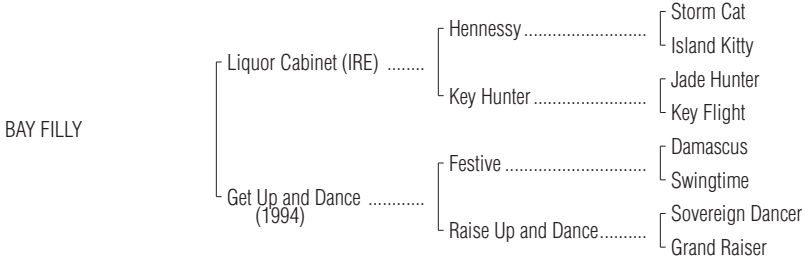 Storm Cat
Hennessy ..........................
Island Kitty
Liquor Cabinet (IRE) ........
Jade Hunter
Key Hunter ........................
Key Flight
BAY FILLY
Damascus
Festive ..............................
Swingtime
Get Up and Dance ............
(1994)
Sovereign Dancer
Raise Up and Dance..........
Grand Raiser